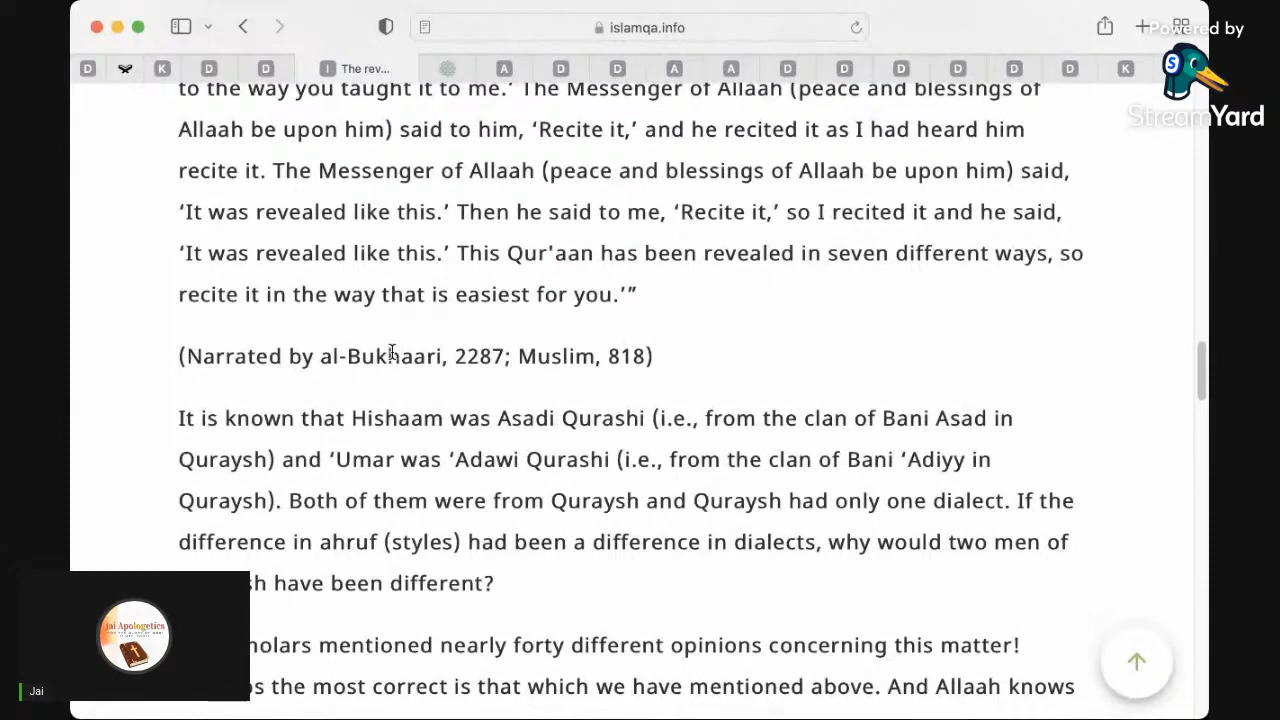 Powered by
StreamYard
islamqa.info
D
K
D
D
I The rev...
A
D
D
A
A
D
D
D
D
D
D
K
to the way you taught it to me.’ The Messenger of Allaah (peace and blessings of
Allaah be upon him) said to him, ‘Recite it,’ and he recited it as I had heard him
recite it. The Messenger of Allaah (peace and blessings of Allaah be upon him) said,
‘It was revealed like this.’ Then he said to me, ‘Recite it,’ so I recited it and he said,
‘It was revealed like this.’ This Qur'aan has been revealed in seven different ways, so
recite it in the way that is easiest for you.’”
(Narrated by al-Bukhaari, 2287; Muslim, 818)
It is known that Hishaam was Asadi Qurashi (i.e., from the clan of Bani Asad in
Quraysh) and ‘Umar was ‘Adawi Qurashi (i.e., from the clan of Bani ‘Adiyy in
Quraysh). Both of them were from Quraysh and Quraysh had only one dialect. If the
difference in ahruf (styles) had been a difference in dialects, why would two men of
sh have been different?
holars mentioned nearly forty different opinions concerning this matter!
s the most correct is that which we have mentioned above. And Allaah knows
Jai Apologetics
Jai